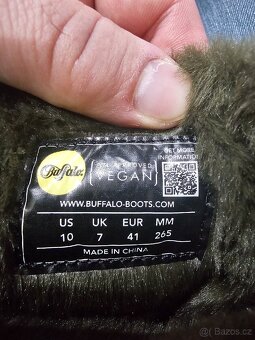 Buffalo
APPROVED
VEGAN
GET MORE
INFORMATION
WWW.BUFFALO-BOOTS.COM
US UK EUR MM
10 7 41 265
MADE IN CHINA
Bazos.cz